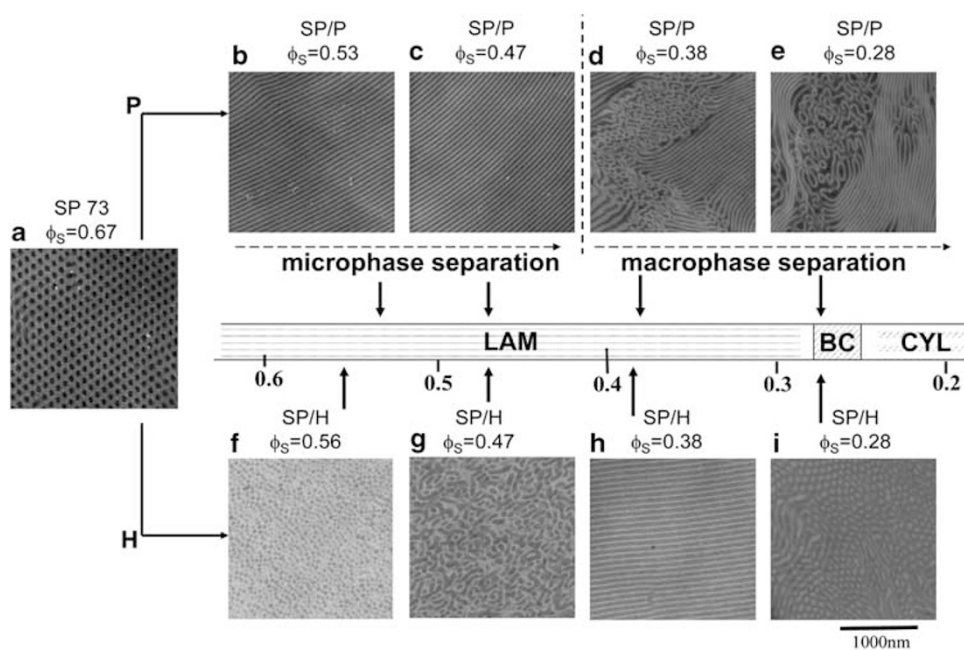 SP/P
ϕS=0.53
b
SP/P
ϕS=0.47
c
SP/P
ϕS=0.38
d
SP/P
ϕS=0.28
e
P
SP 73
ϕS=0.67
a
microphase separation
macrophase separation
LAM
BC
CYL
0.6
0.5
0.4
0.3
0.2
SP/H
ϕS=0.56
f
SP/H
ϕS=0.47
g
SP/H
ϕS=0.38
h
SP/H
ϕS=0.28
i
H
1000nm